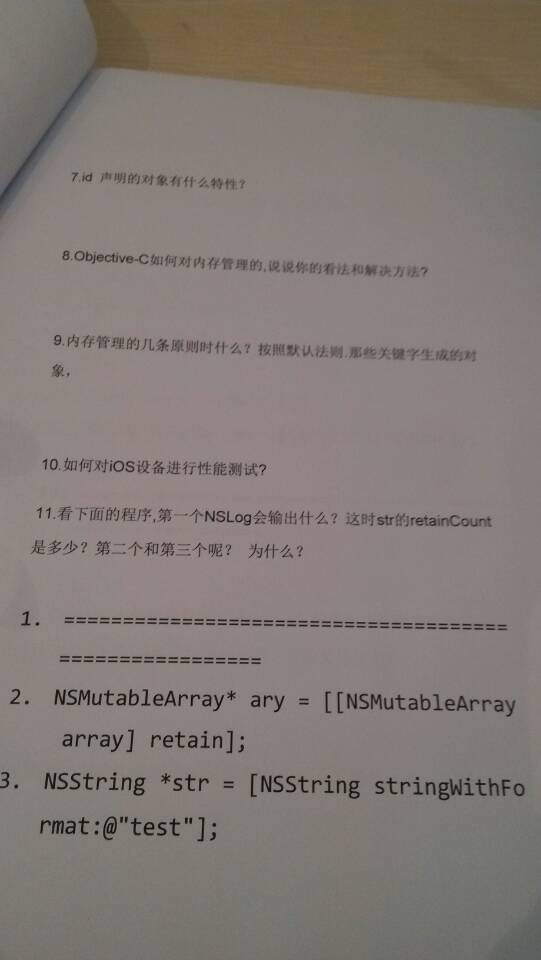 7.id 声明的对象有什么特性?
8.Objective-C如何对内存管理的,说说你的看法和解决方法?
9.内存管理的几条原则时什么？按照默认法则.那些关键字生成的对
象，
10.如何对iOS设备进行性能测试?
11.看下面的程序,第一个NSLog会输出什么？这时str的retainCount
是多少？第二个和第三个呢？ 为什么？
1. ======================================
=================
2. NSMutableArray* ary = [[NSMutableArray
array] retain];
3. NSString *str = [NSString stringWithFo
rmat:@"test"];